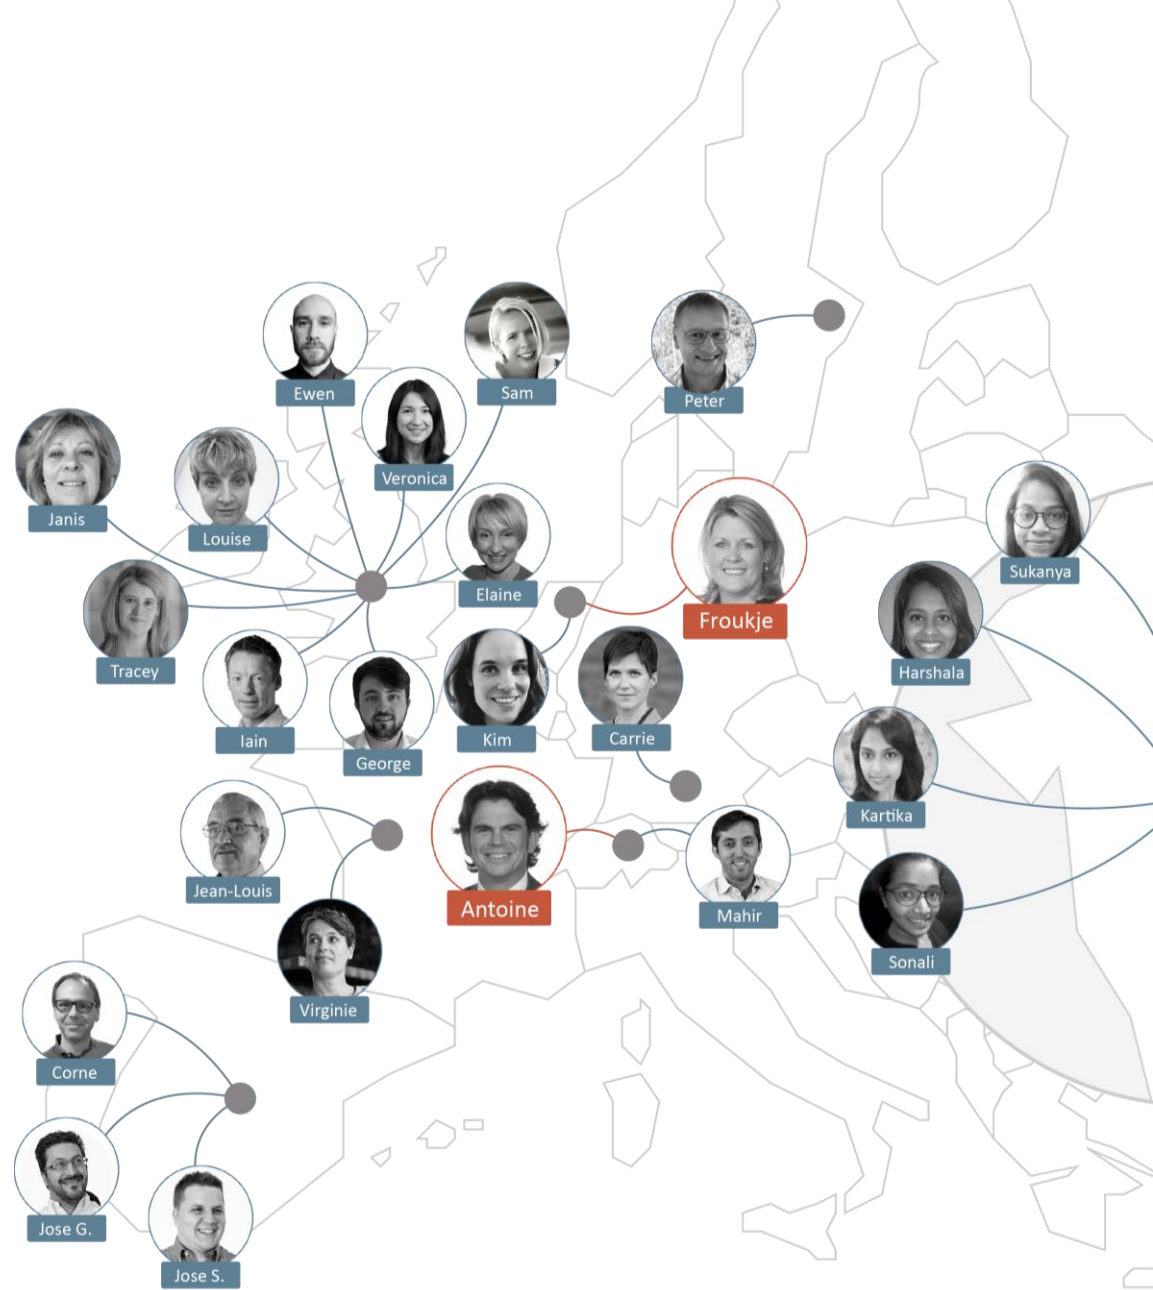 Ewen
Sam
Peter
Veronica
Janis
Louise
Sukanya
Elaine
Froukje
Tracey
Harshala
Iain
Kim
Carrie
George
Kartika
Jean-Louis
Antoine
Mahir
Sonali
Virginie
Corne
Jose G.
Jose S.